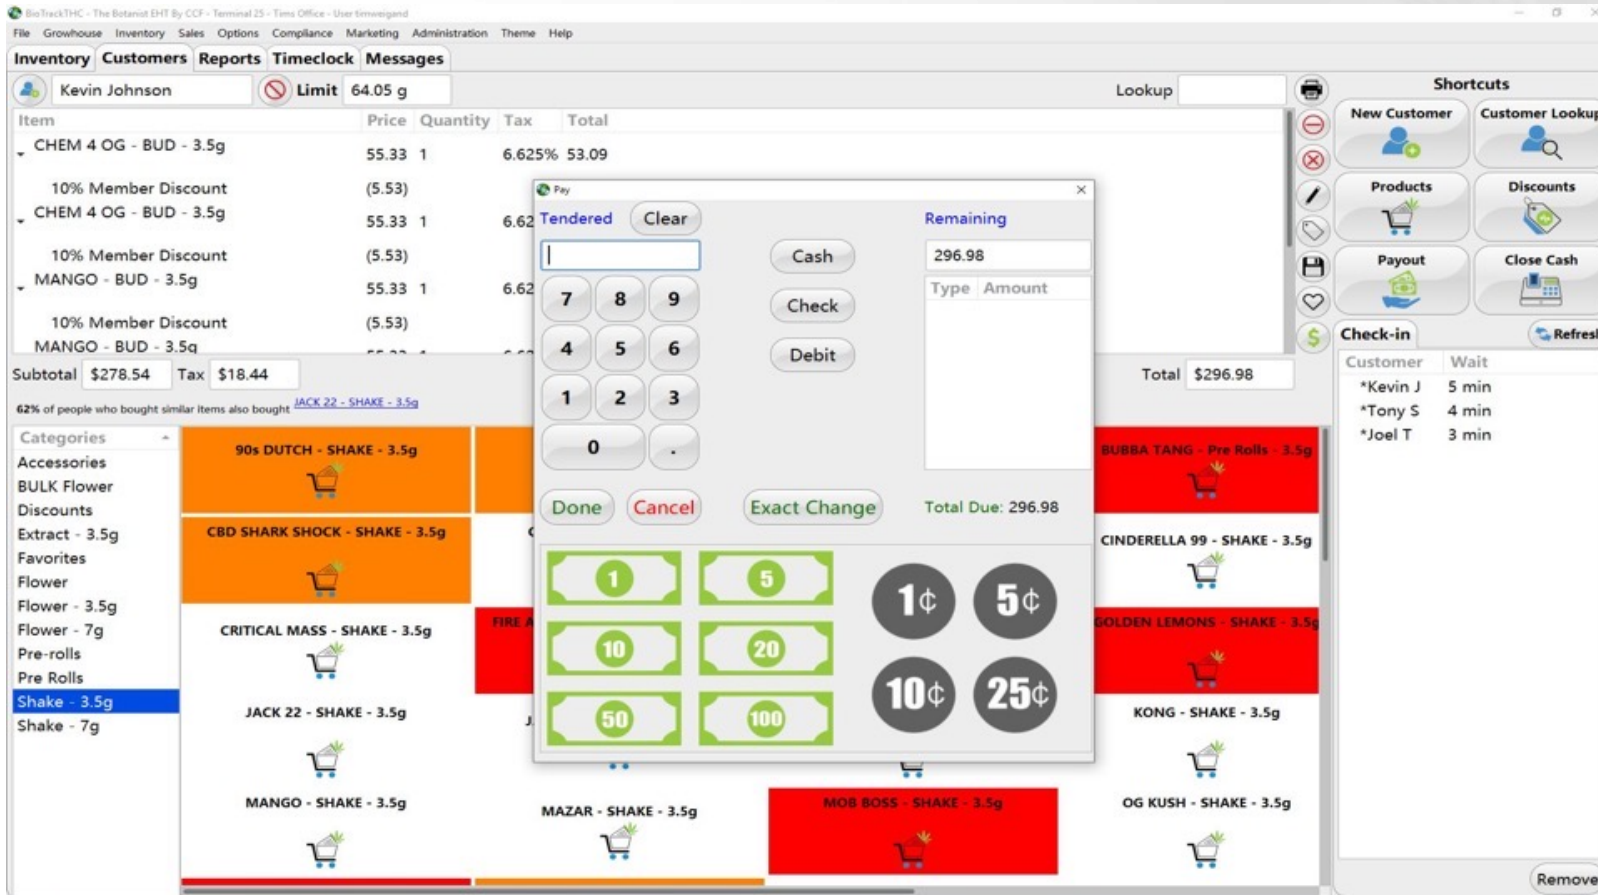 BioTrackTHC - The Botanist EHT By CCF - Terminal 25 - Tims Office - User timweigand
File Growhouse Inventory Sales Options Compliance Marketing Administration Theme Help
Inventory Customers Reports Timeclock Messages
Kevin Johnson Limit 64.05 g Lookup
Item Price Quantity Tax Total
CHEM 4 OG - BUD - 3.5g 55.33 1 6.625% 53.09
10% Member Discount (5.53)
CHEM 4 OG - BUD - 3.5g 55.33 1 6.62
10% Member Discount (5.53)
MANGO - BUD - 3.5g 55.33 1 6.62
10% Member Discount (5.53)
MANGO - BUD - 3.5g
Subtotal $278.54 Tax $18.44 Total $296.98
62% of people who bought similar items also bought JACK 22 - SHAKE - 3.5g
Categories
Accessories
BULK Flower
Discounts
Extract - 3.5g
Favorites
Flower
Flower - 3.5g
Flower - 7g
Pre-rolls
Pre Rolls
Shake - 3.5g
Shake - 7g
90s DUTCH - SHAKE - 3.5g
BUBBA TANG - Pre Rolls - 3.5g
CBD SHARK SHOCK - SHAKE - 3.5g
CINDERELLA 99 - SHAKE - 3.5g
CRITICAL MASS - SHAKE - 3.5g
FIRE
GOLDEN LEMONS - SHAKE - 3.5g
JACK 22 - SHAKE - 3.5g
KONG - SHAKE - 3.5g
MANGO - SHAKE - 3.5g
MAZAR - SHAKE - 3.5g
MOB BOSS - SHAKE - 3.5g
OG KUSH - SHAKE - 3.5g
Pay
Tendered Clear Remaining
Cash 296.98
Type Amount
7 8 9
Check
4 5 6
Debit
1 2 3
0 .
Done Cancel Exact Change Total Due: 296.98
1 5 1¢ 5¢
10 20
50 100 10¢ 25¢
Shortcuts
New Customer Customer Lookup
Products Discounts
Payout Close Cash
$
Check-in Refresh
Customer Wait
*Kevin J 5 min
*Tony S 4 min
*Joel T 3 min
Remove